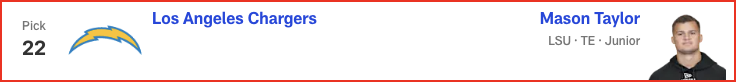 Pick
22
Los Angeles Chargers
Mason Taylor
LSU · TE · Junior